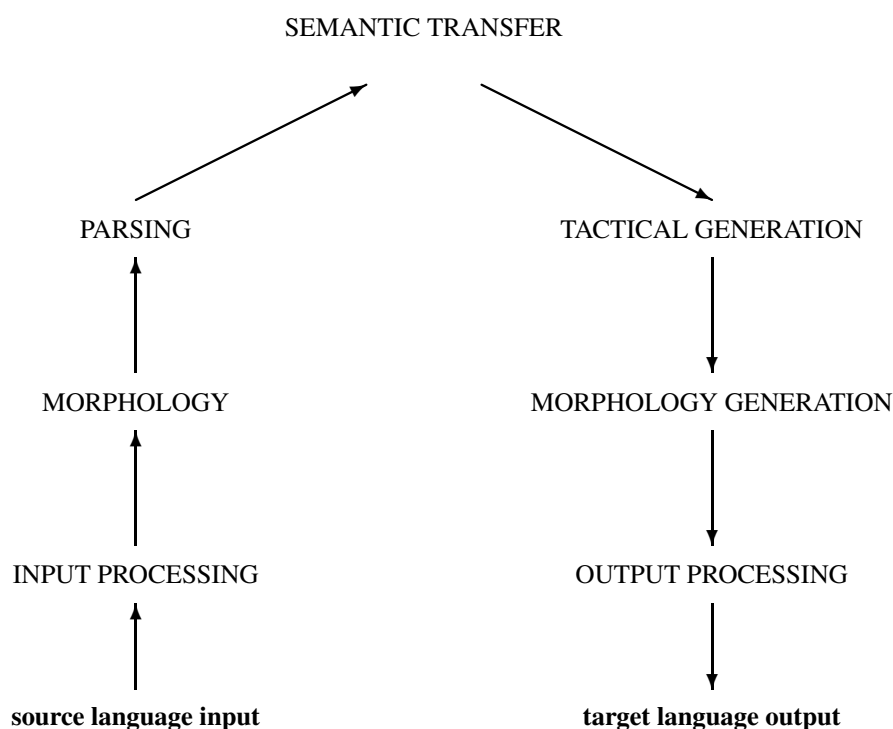 SEMANTIC TRANSFER
PARSING
TACTICAL GENERATION
MORPHOLOGY
MORPHOLOGY GENERATION
INPUT PROCESSING
OUTPUT PROCESSING
source language input
target language output